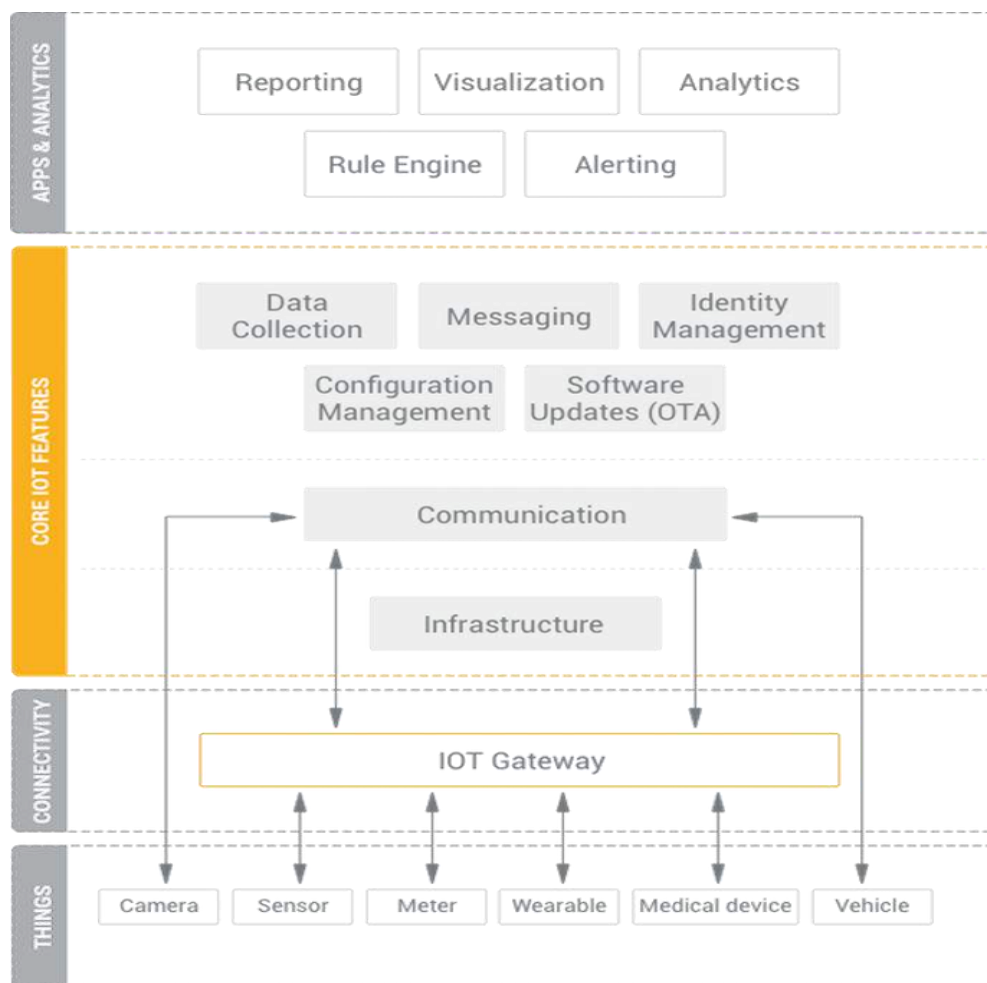 APPS & ANALYTICS
Reporting
Visualization
Analytics
Rule Engine
Alerting
CORE IOT FEATURES
Data
Collection
Messaging
Identity
Management
Configuration
Management
Software
Updates (OTA)
Communication
Infrastructure
CONNECTIVITY
IOT Gateway
THINGS
Camera
Sensor
Meter
Wearable
Medical device
Vehicle